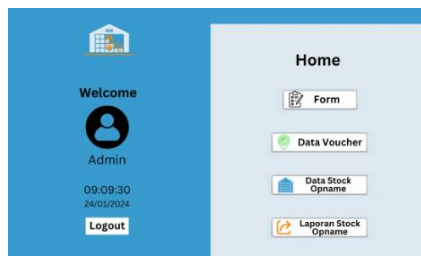 Welcome
Admin
09:09:30
24/01/2024
Logout
Home
Form
Data Voucher
Data Stock
Opname
Laporan Stock
Opname